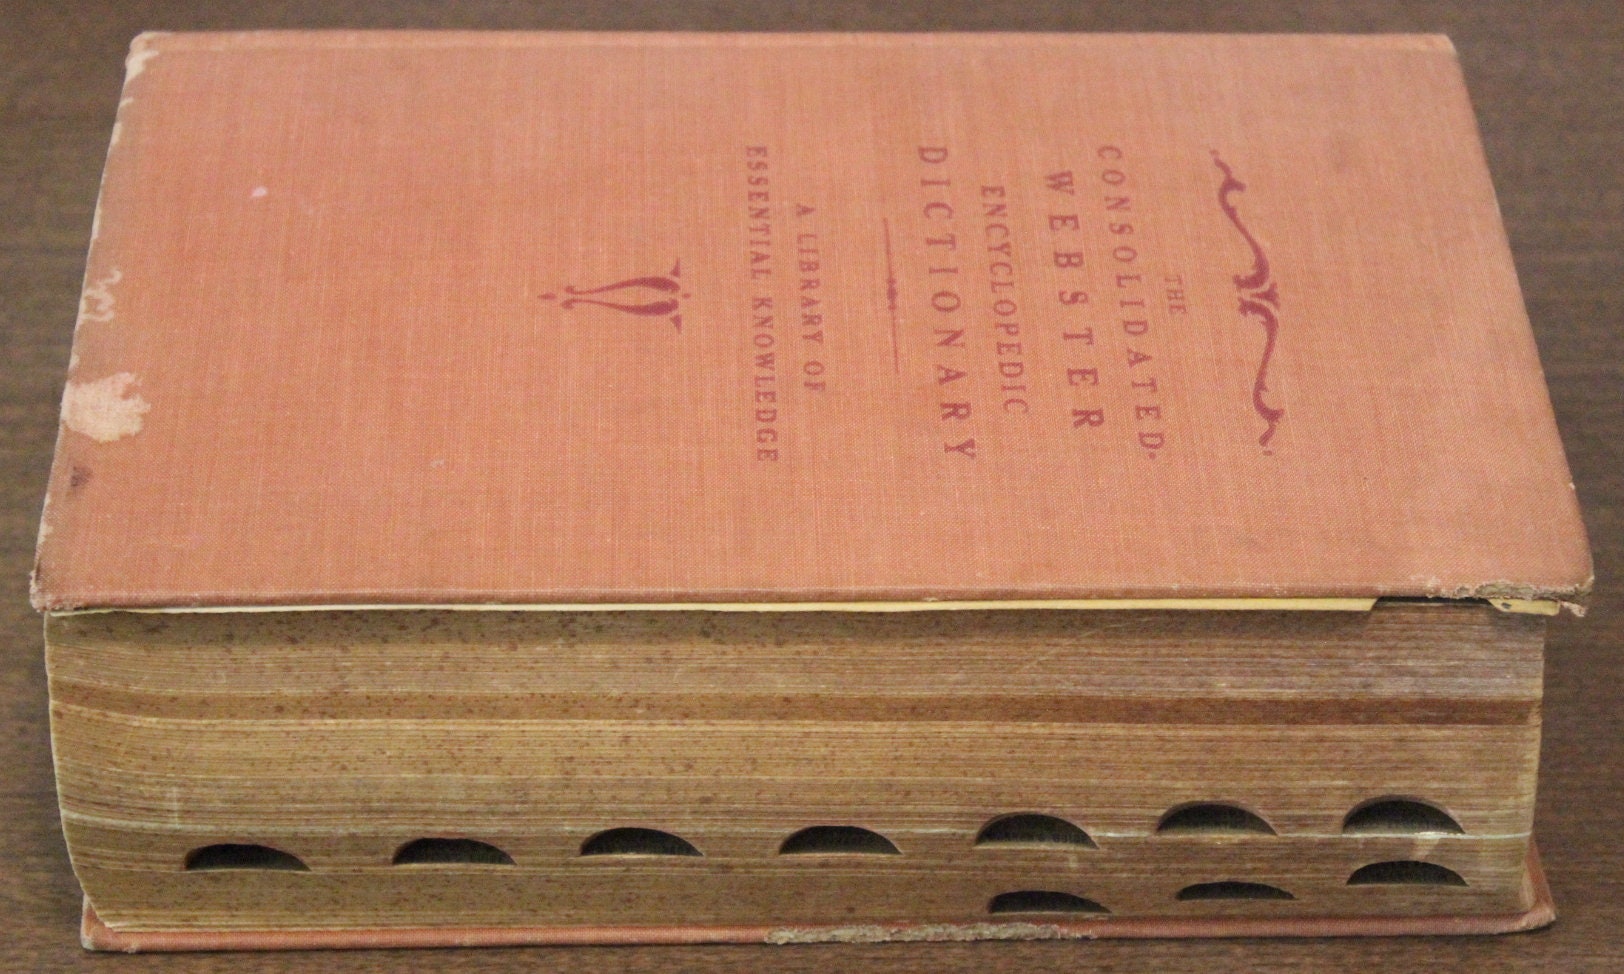 THE
CONSOLIDATED-
WEBSTER
ENCYCLOPEDIC
DICTIONARY
A LIBRARY OF
ESSENTIAL KNOWLEDGE